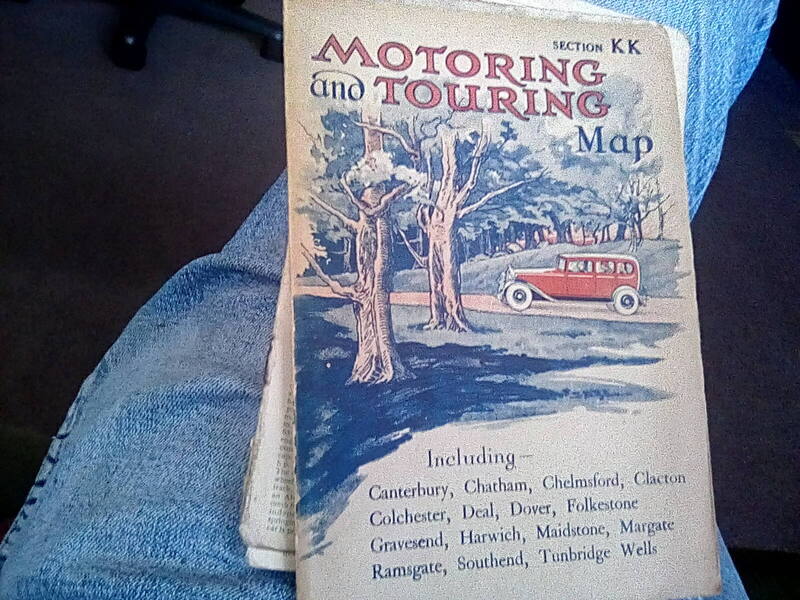 SECTION KK
MOTORING
and TOURING
Map
Including—
Canterbury, Chatham, Chelmsford, Clacton
Colchester, Deal, Dover, Folkestone
Gravesend, Harwich, Maidstone, Margate
Ramsgate, Southend, Tunbridge Wells